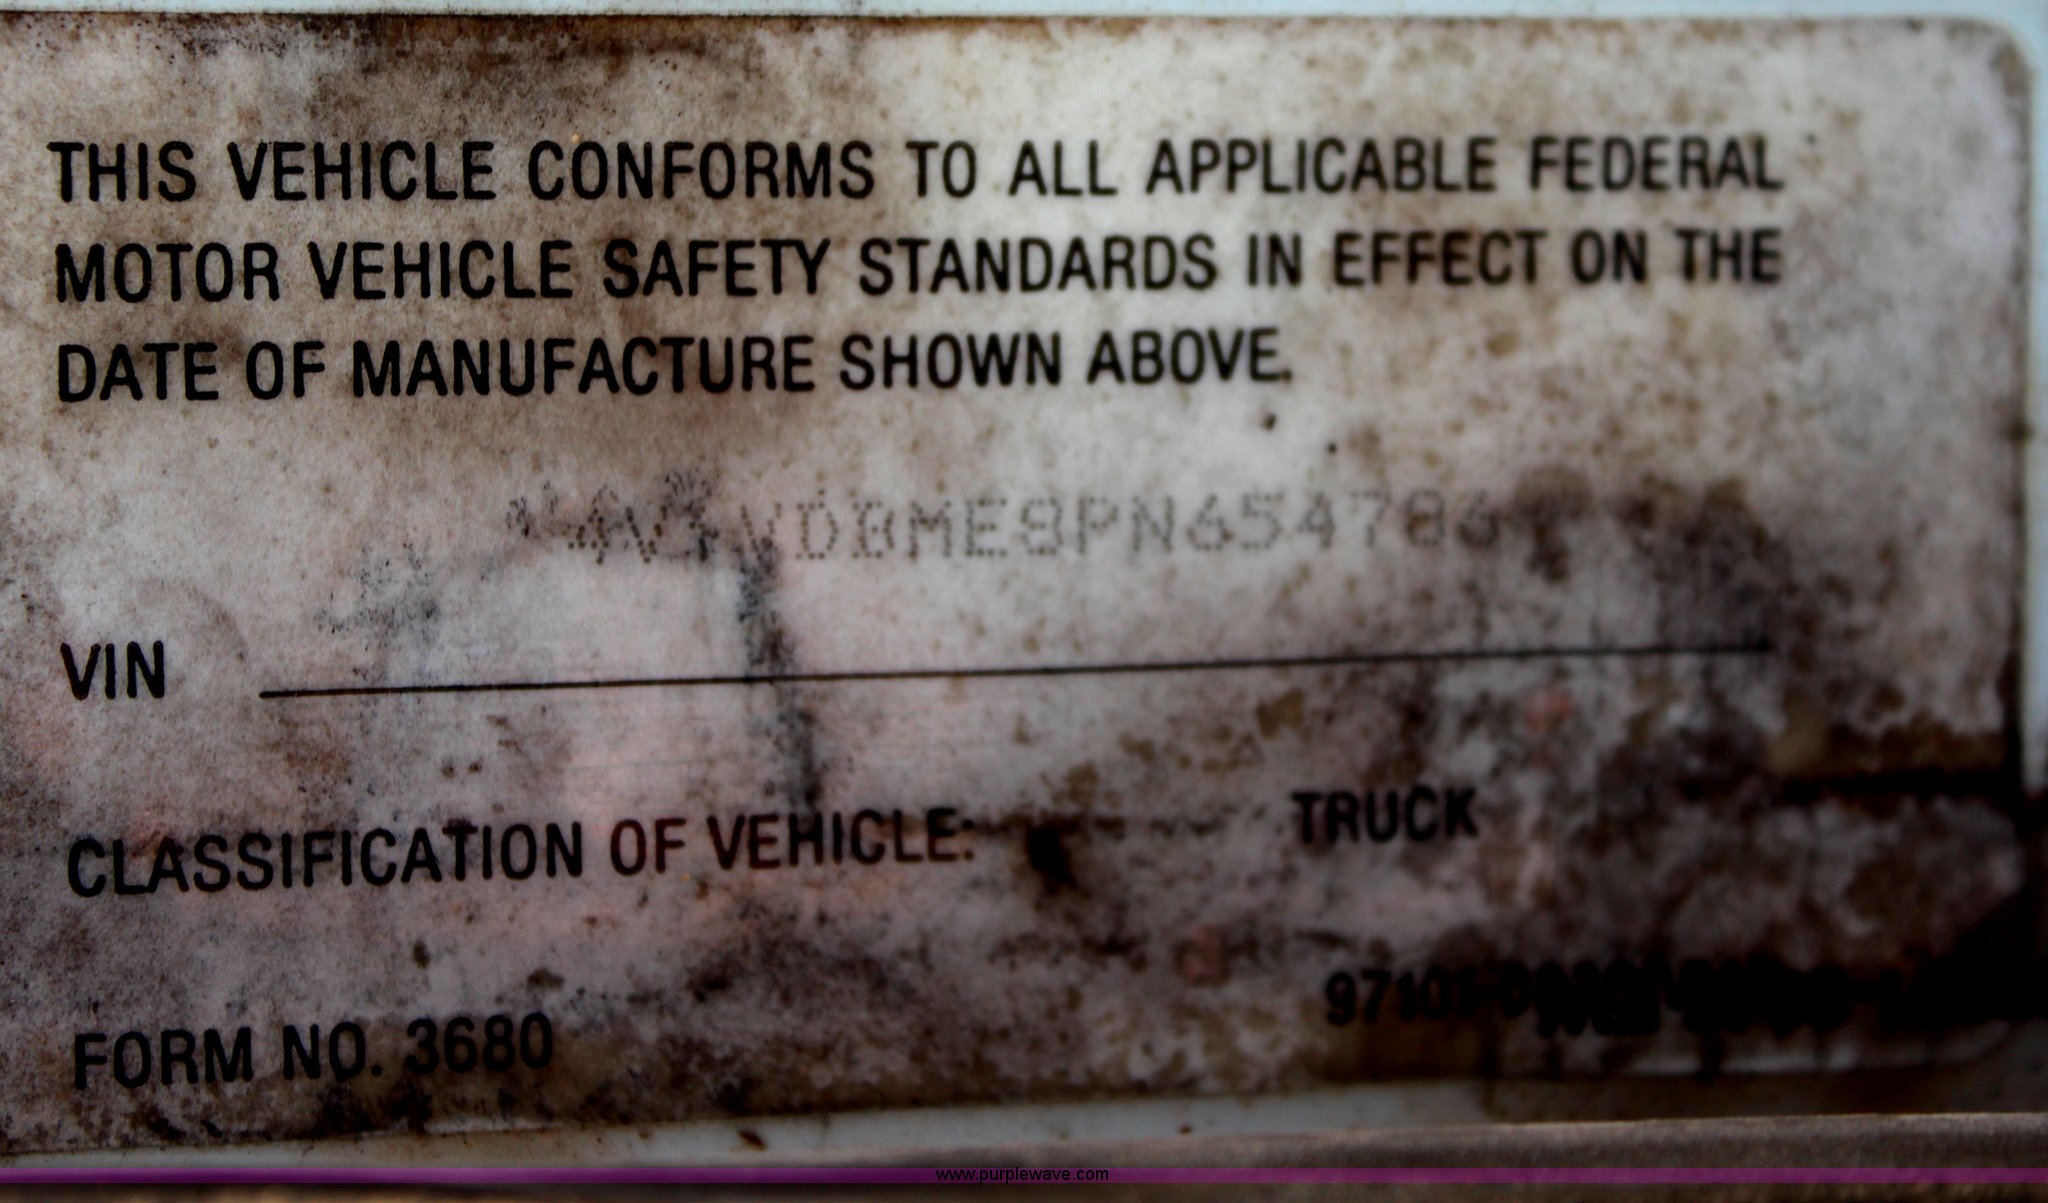 THIS VEHICLE CONFORMS TO ALL APPLICABLE FEDERAL
MOTOR VEHICLE SAFETY STANDARDS IN EFFECT ON THE
DATE OF MANUFACTURE SHOWN ABOVE.
4V1VDBME8PN654786
VIN
CLASSIFICATION OF VEHICLE: TRUCK
FORM NO. 3680
www.purplewave.com